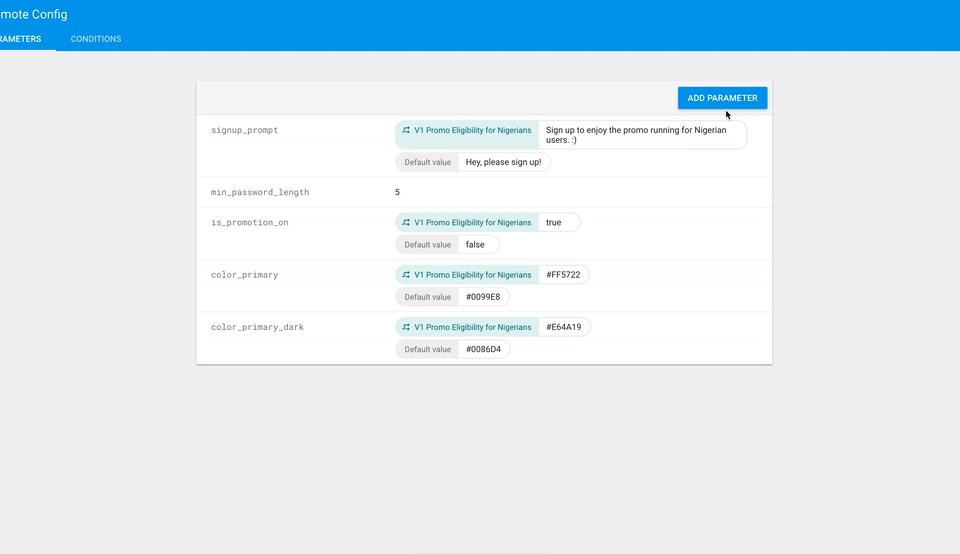 mote Config
RAMETERS CONDITIONS
ADD PARAMETER
signup_prompt V1 Promo Eligibility for Nigerians Sign up to enjoy the promo running for Nigerian
users. :)
Default value Hey, please sign up!
min_password_length 5
is_promotion_on V1 Promo Eligibility for Nigerians true
Default value false
color_primary V1 Promo Eligibility for Nigerians #FF5722
Default value #0099E8
color_primary_dark V1 Promo Eligibility for Nigerians #E64A19
Default value #0086D4